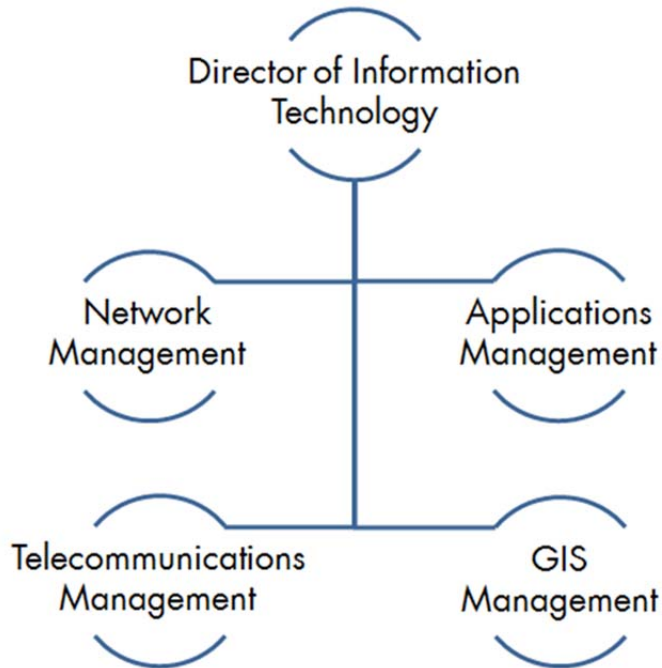 Director of Information
Technology
Network
Management
Applications
Management
Telecommunications
Management
GIS
Management